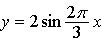 y = 2 sin 2π/3 x